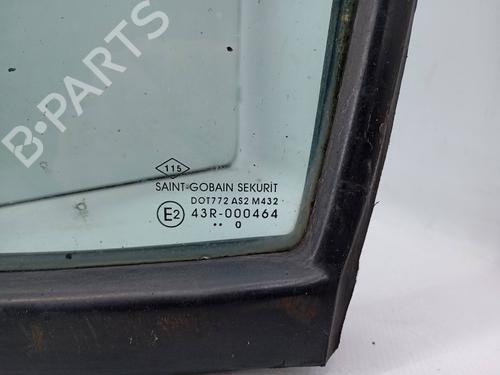 B-PARTS
115
SAINT-GOBAIN SEKURIT
DOT772 AS2 M432
E2 43R-000464
•• 0